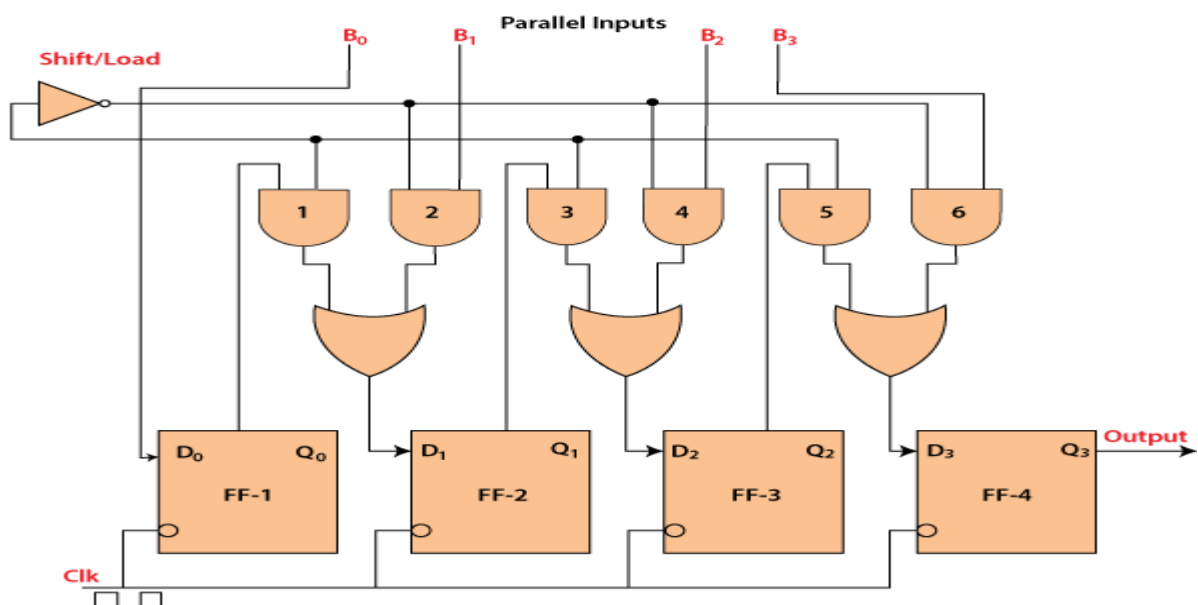 Parallel Inputs
B₀ B₁ B₂ B₃
Shift/Load
1 2 3 4 5 6
D₀ Q₀ D₁ Q₁ D₂ Q₂ D₃ Q₃ Output
FF-1 FF-2 FF-3 FF-4
Clk